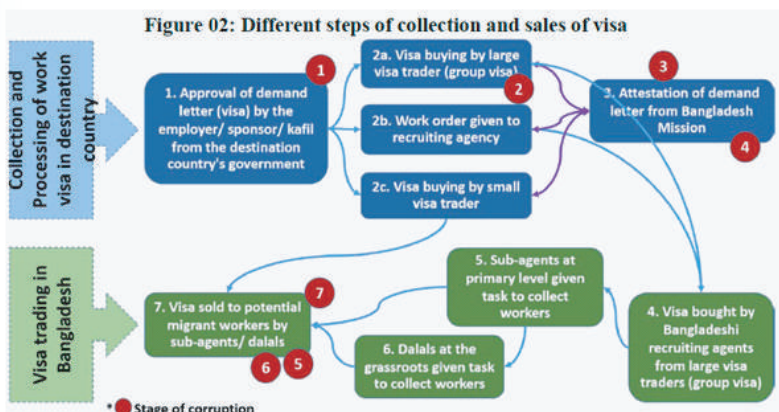 Figure 02: Different steps of collection and sales of visa
Collection and
Processing of work
visa in destination
country
1. Approval of demand
letter (visa) by the
employer/ sponsor/ kafil
from the destination
country's government
1
2a. Visa buying by large
visa trader (group visa)
2
2b. Work order given to
recruiting agency
2c. Visa buying by small
visa trader
3
3. Attestation of demand
letter from Bangladesh
Mission
4
Visa trading in
Bangladesh
7. Visa sold to potential
migrant workers by
sub-agents/ dalals
7
6
5
5. Sub-agents at
primary level given
task to collect
workers
6. Dalals at the
grassroots given task
to collect workers
4. Visa bought by
Bangladeshi
recruiting agents
from large visa
traders (group visa)
* Stage of corruption